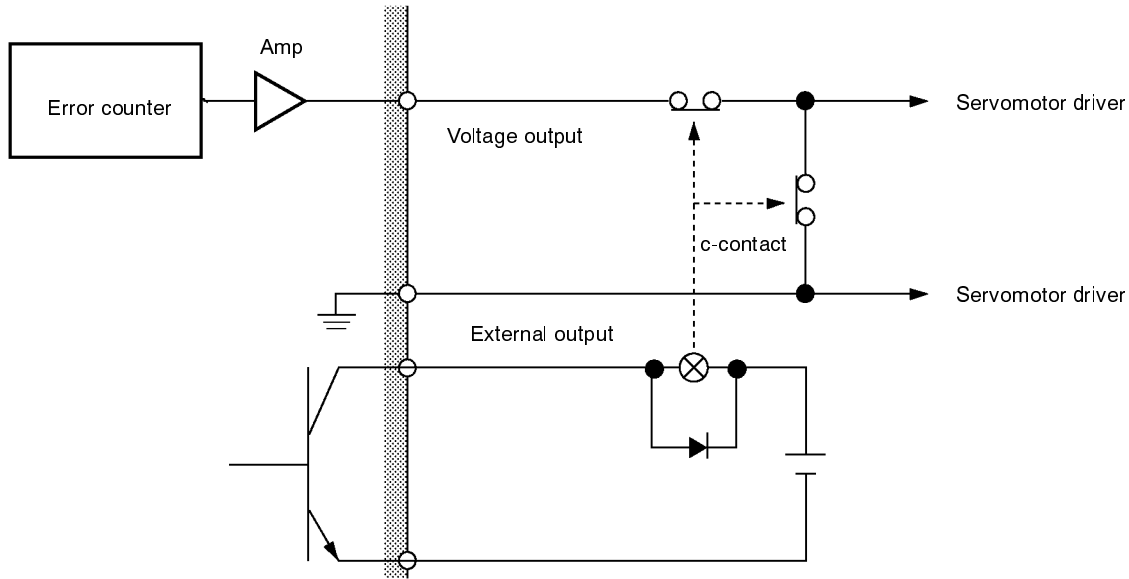 Amp
Error counter
Servomotor driver
Voltage output
c-contact
Servomotor driver
External output